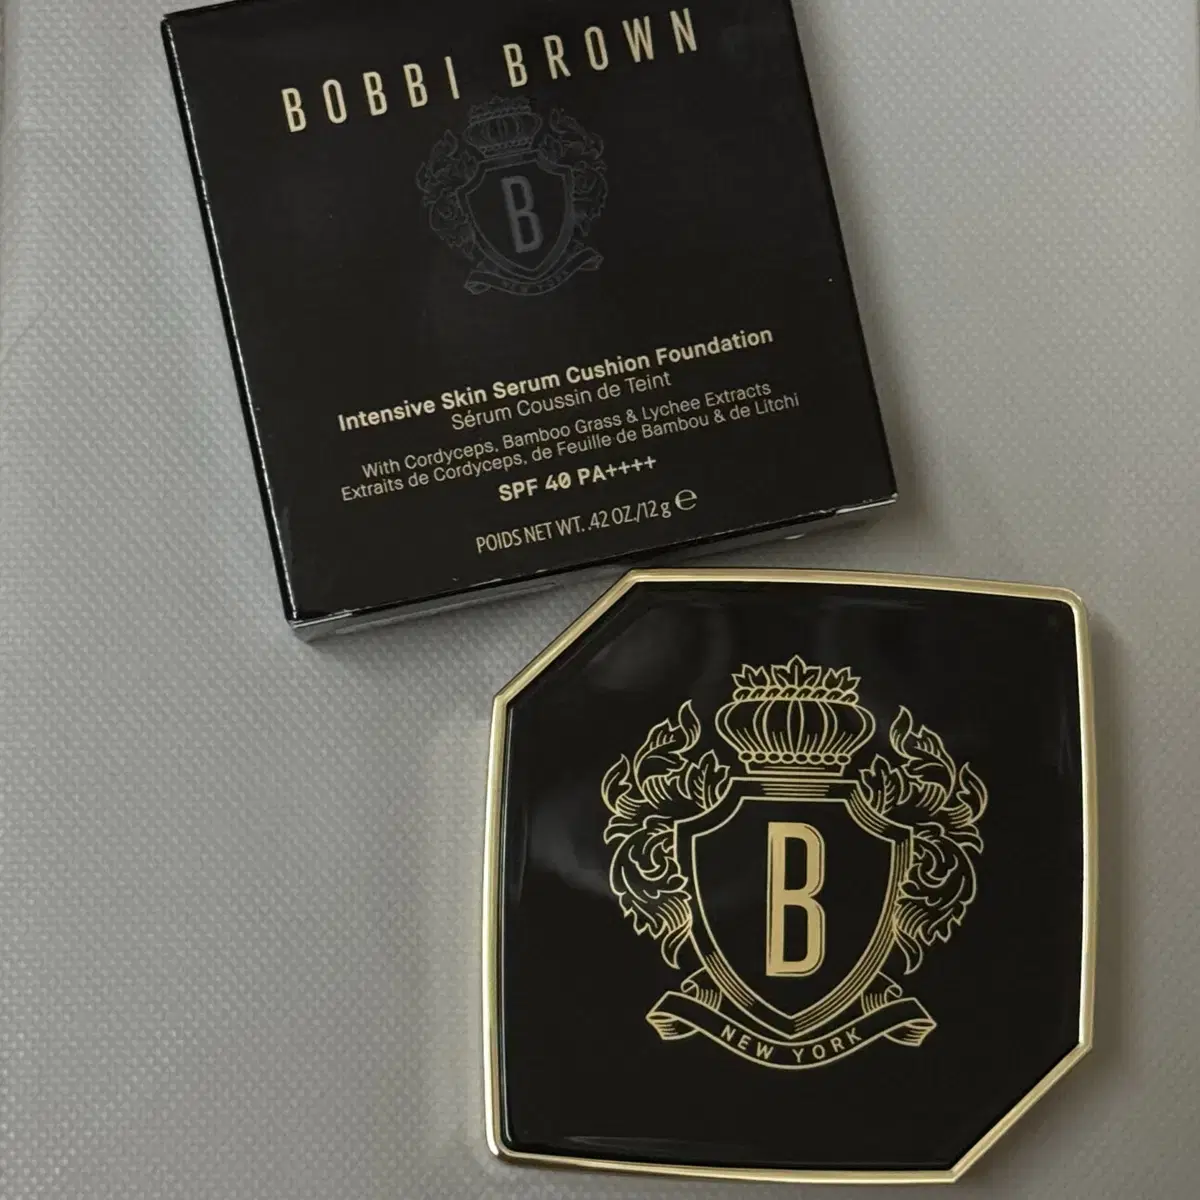 BOBBI BROWN
B
NEW YORK
Intensive Skin Serum Cushion Foundation
Sérum Coussin de Teint
With Cordyceps, Bamboo Grass & Lychee Extracts
Extraits de Cordyceps, de Feuille de Bambou & de Litchi
SPF 40 PA++++
POIDS NET WT. .42 OZ./12 g ℮
B
NEW YORK